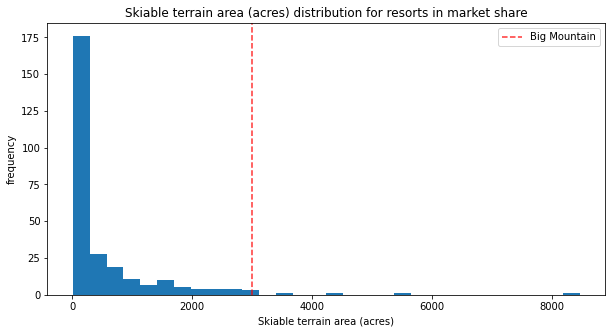 Skiable terrain area (acres) distribution for resorts in market share
Big Mountain
frequency
175
150
125
100
75
50
25
0
0 2000 4000 6000 8000
Skiable terrain area (acres)